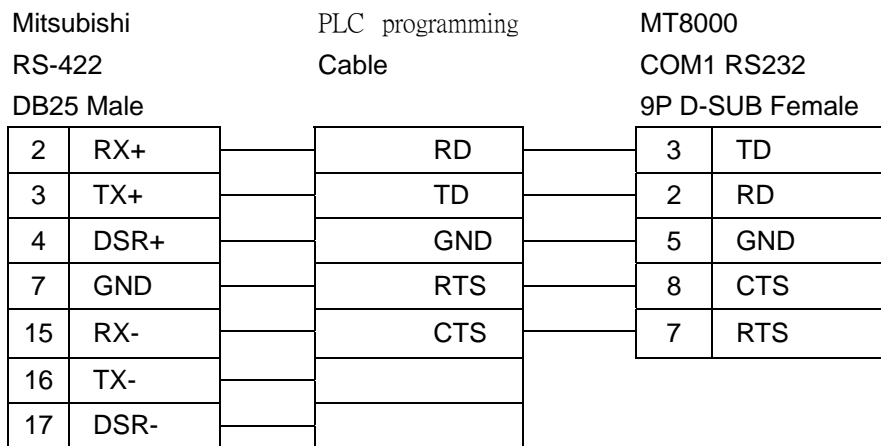 Mitsubishi PLC programming MT8000
RS-422 Cable COM1 RS232
DB25 Male 9P D-SUB Female
2 RX+ RD 3 TD
3 TX+ TD 2 RD
4 DSR+ GND 5 GND
7 GND RTS 8 CTS
15 RX- CTS 7 RTS
16 TX-
17 DSR-